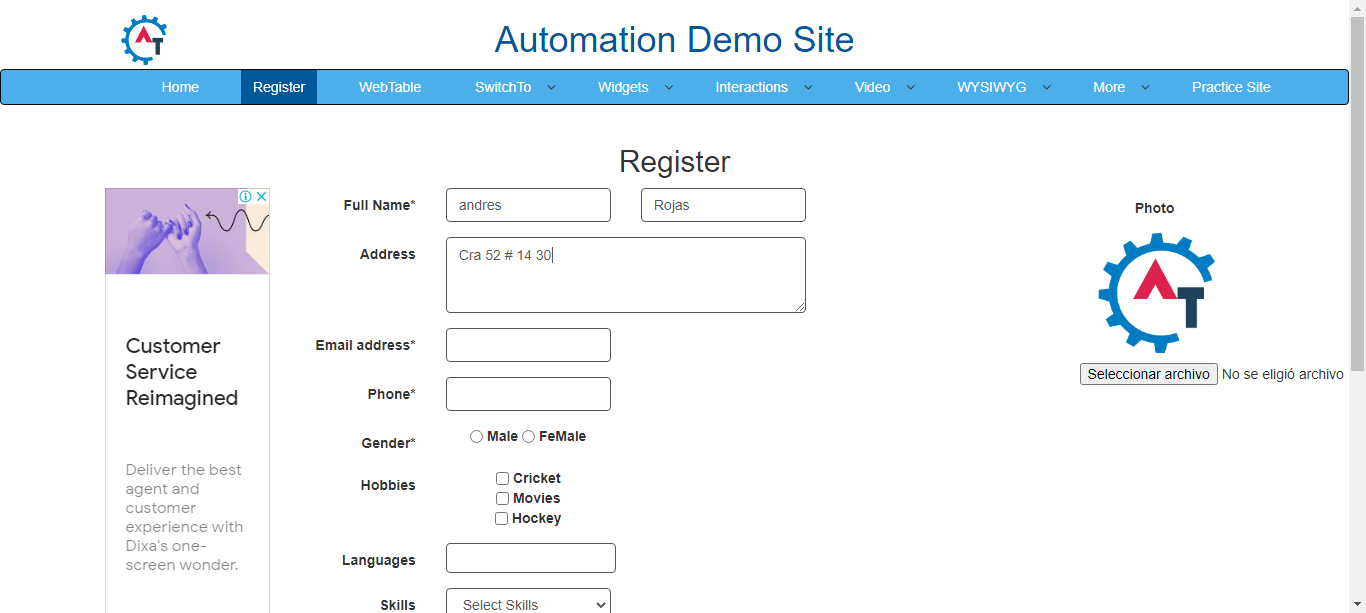 AT
Automation Demo Site
Home Register WebTable SwitchTo Widgets Interactions Video WYSIWYG More Practice Site
Register
Full Name* andres Rojas
Address Cra 52 # 14 30
Email address*
Phone*
Gender* Male FeMale
Hobbies Cricket
Movies
Hockey
Languages
Skills Select Skills
Photo
AT
Seleccionar archivo No se eligió archivo
Customer
Service
Reimagined
Deliver the best
agent and
customer
experience with
Dixa's one-
screen wonder.